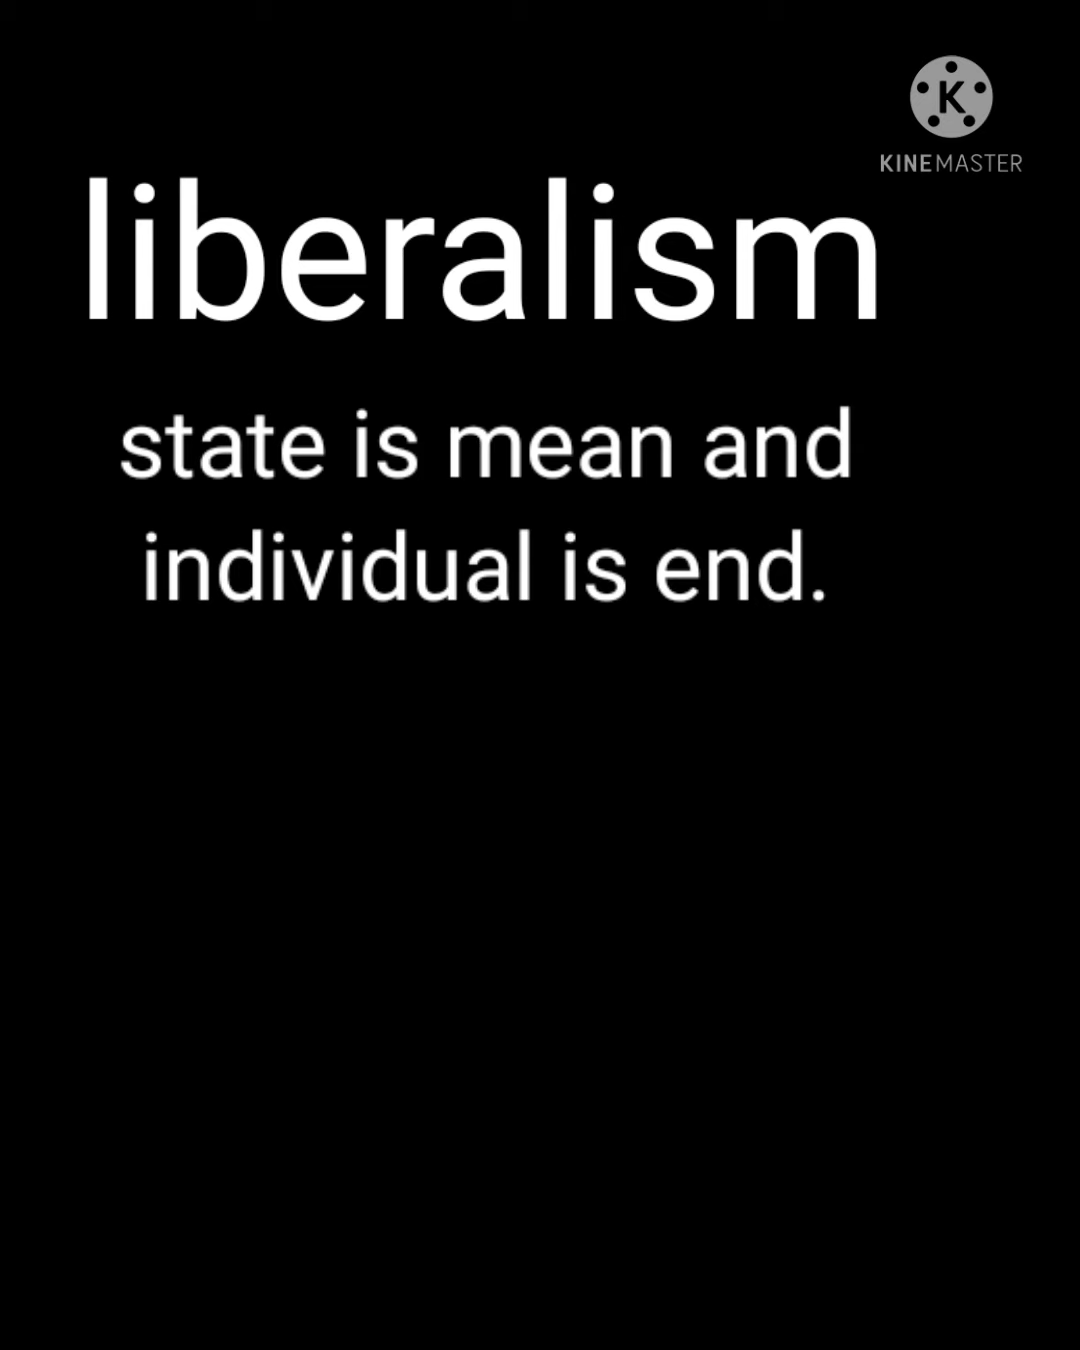 K
KINEMASTER
liberalism
state is mean and
individual is end.